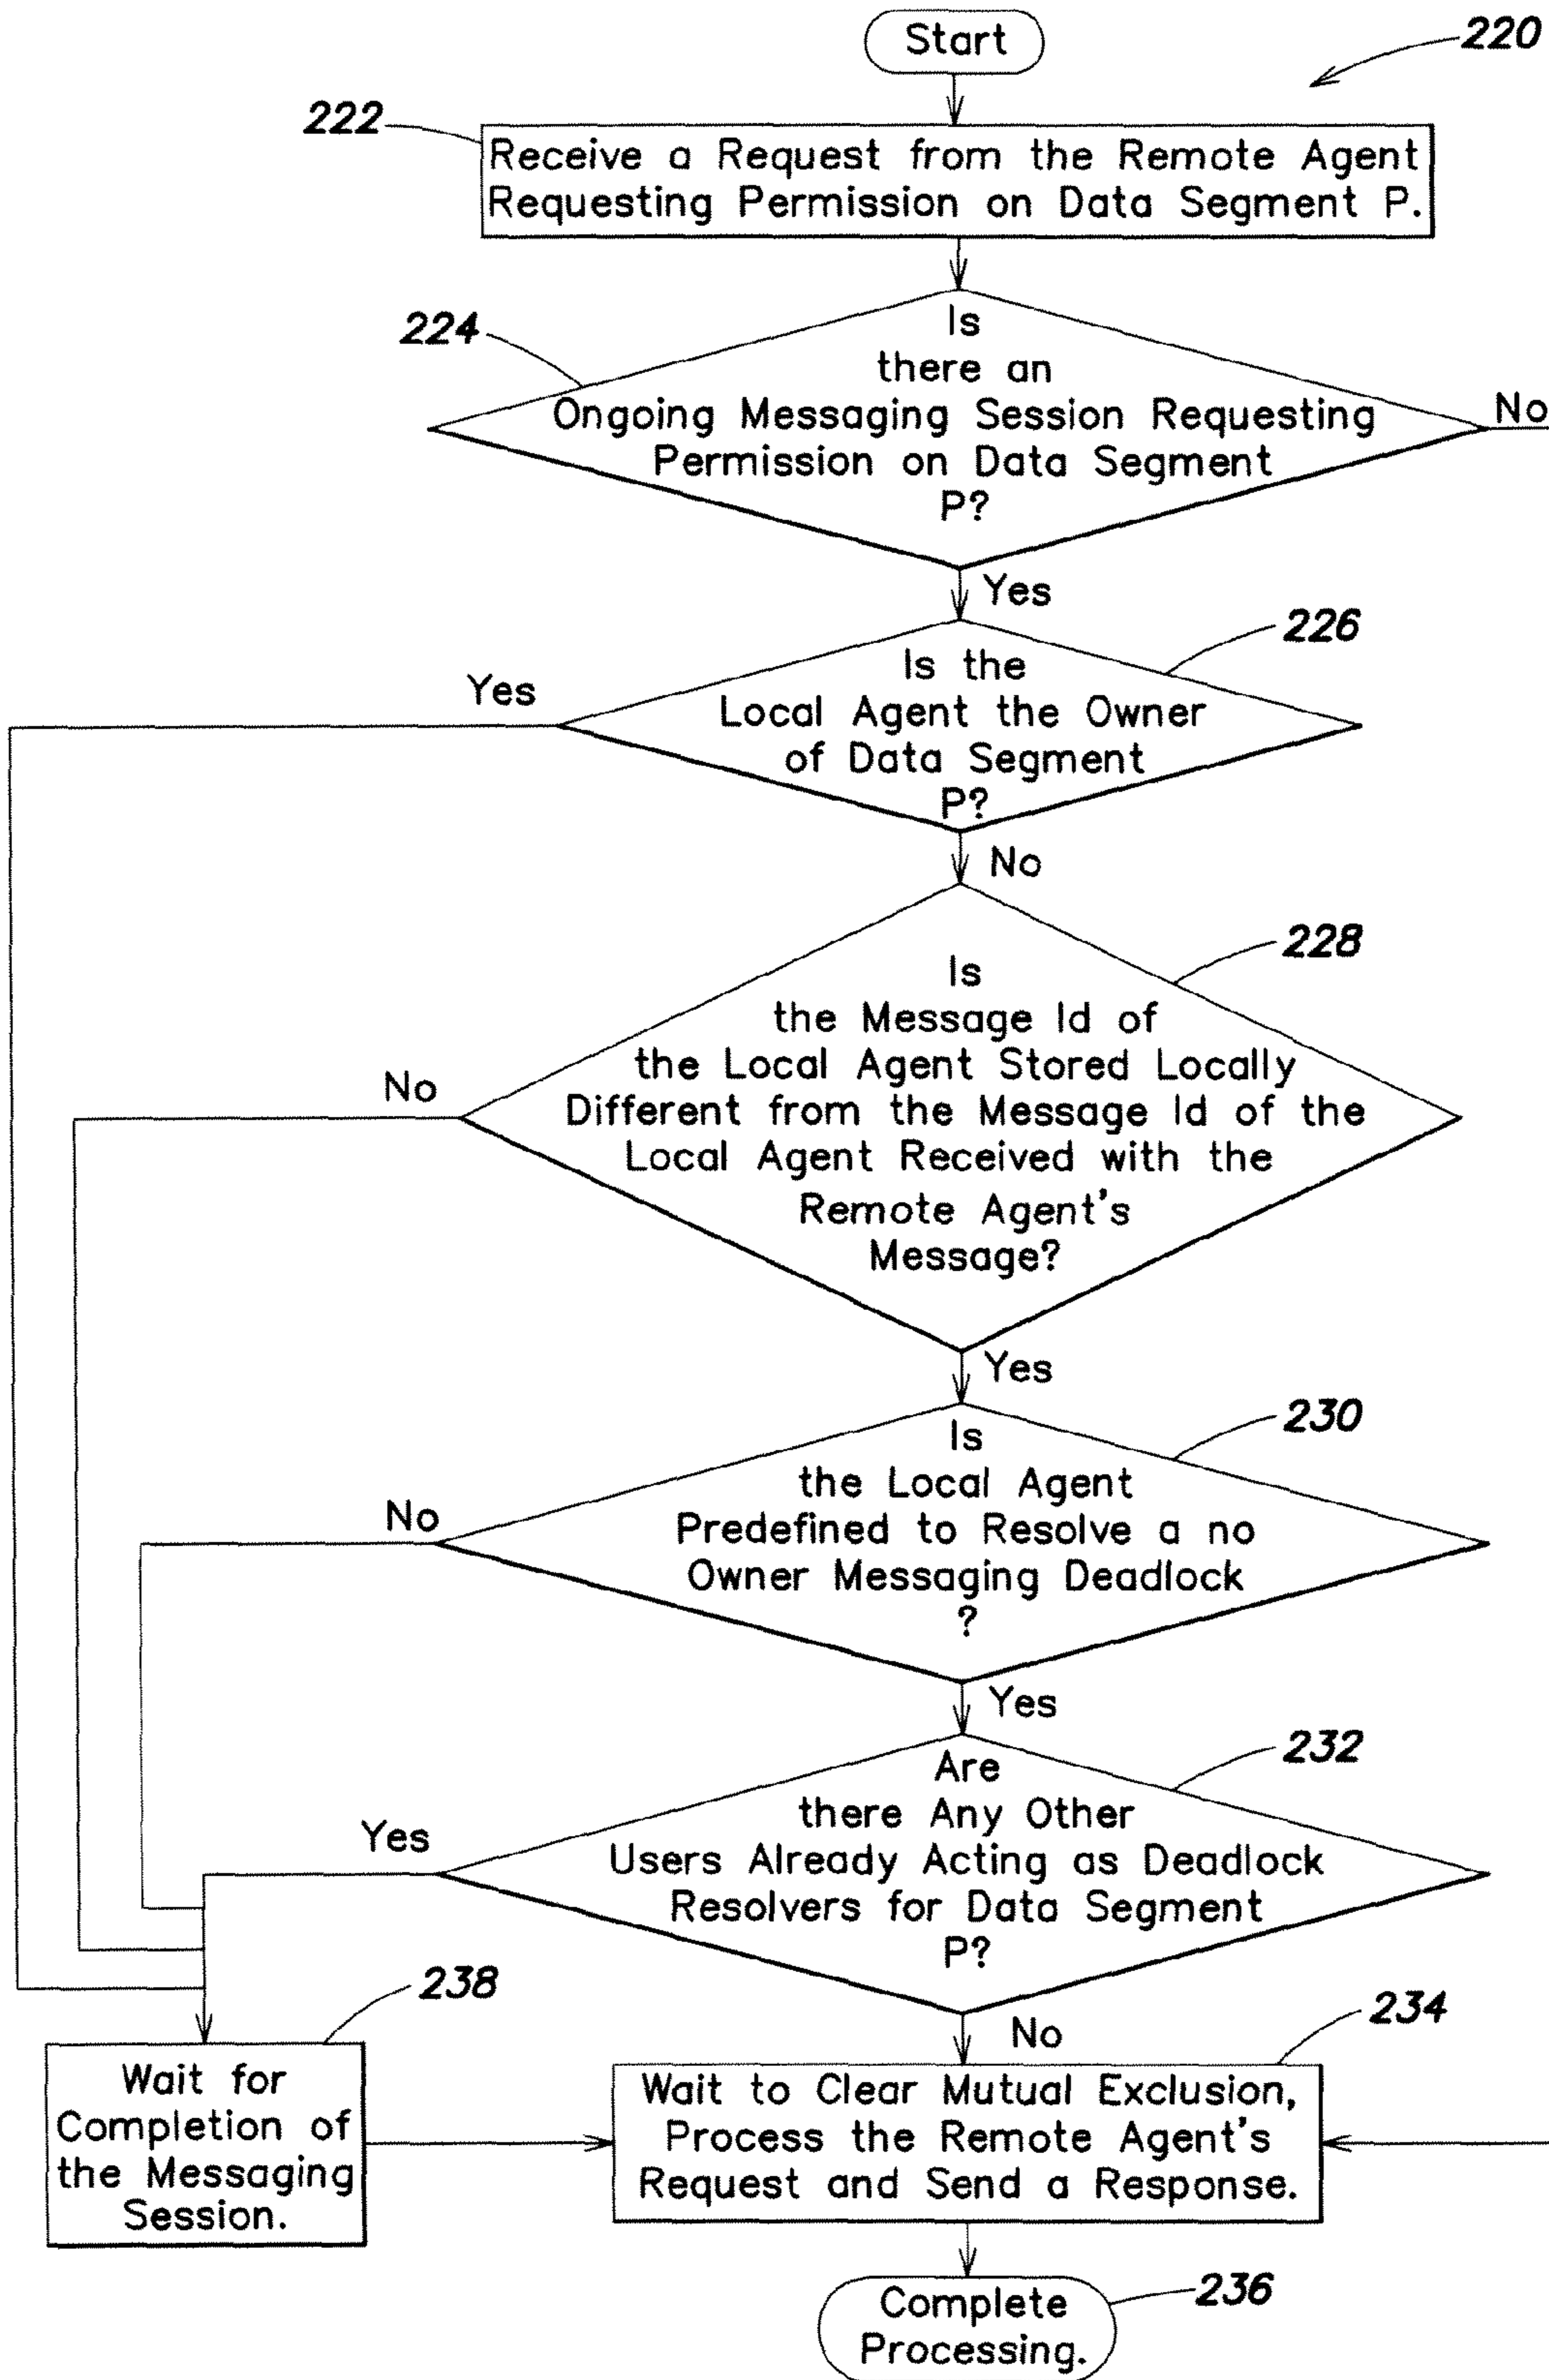 Start
220
222
Receive a Request from the Remote Agent
Requesting Permission on Data Segment P.
224
Is
there an
Ongoing Messaging Session Requesting
Permission on Data Segment
P?
No
Yes
226
Is the
Local Agent the Owner
of Data Segment
P?
Yes
No
228
Is
the Message Id of
the Local Agent Stored Locally
Different from the Message Id of the
Local Agent Received with the
Remote Agent's
Message?
No
Yes
230
Is
the Local Agent
Predefined to Resolve a no
Owner Messaging Deadlock
?
No
Yes
232
Are
there Any Other
Users Already Acting as Deadlock
Resolvers for Data Segment
P?
Yes
No
238
Wait for
Completion of
the Messaging
Session.
234
Wait to Clear Mutual Exclusion,
Process the Remote Agent's
Request and Send a Response.
236
Complete
Processing.